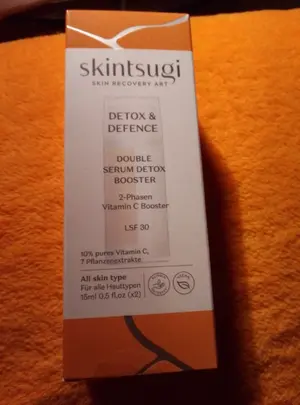 skintsugi
SKIN RECOVERY ART
DETOX &
DEFENCE
DOUBLE
SERUM DETOX
BOOSTER
2-Phasen
Vitamin C Booster
LSF 30
10% pures Vitamin C,
7 Pflanzenextrakte
All skin type
Für alle Hauttypen
15ml 0.5 fl.oz (x2)